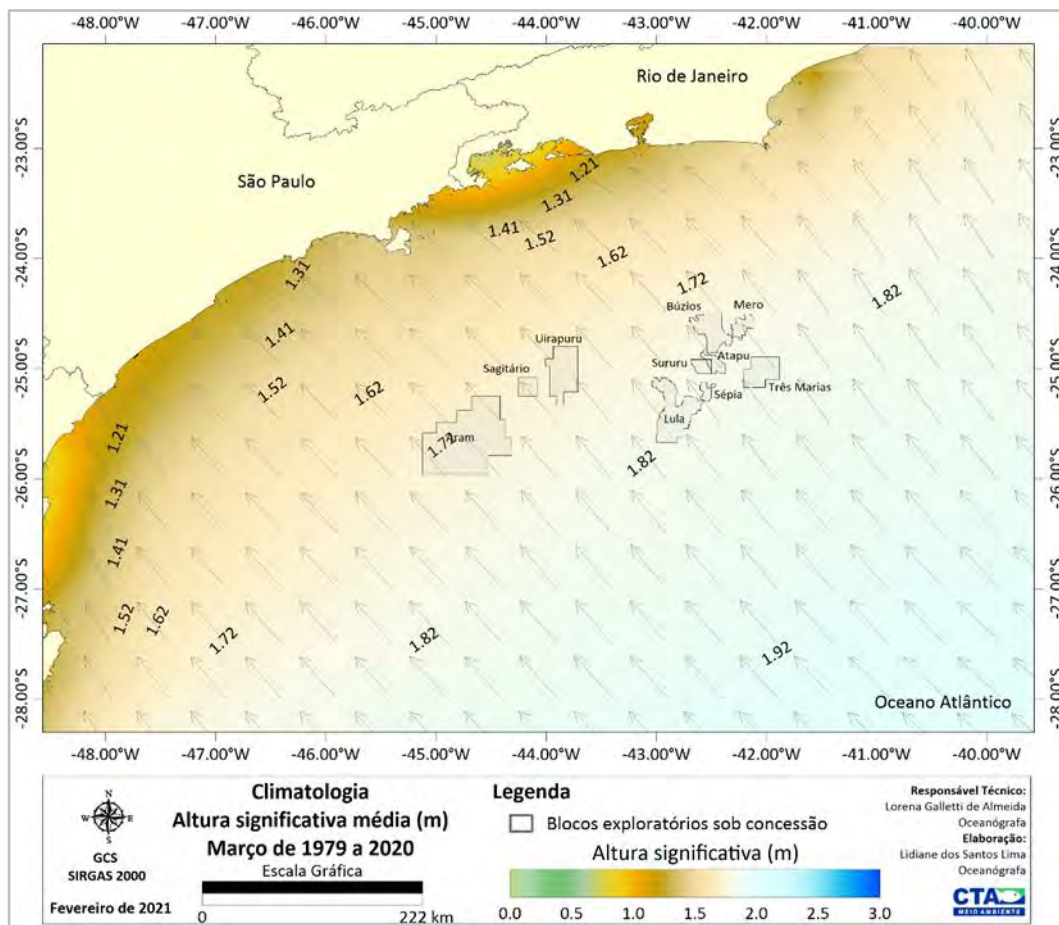 -48.00°W -47.00°W -46.00°W -45.00°W -44.00°W -43.00°W -42.00°W -41.00°W -40.00°W
Rio de Janeiro
-23.00°S -23.00°S
São Paulo
1.21
1.31
1.41
1.52
1.62
-24.00°S -24.00°S
1.31
1.72
1.82
Búzios Mero
1.41
Uirapuru
-25.00°S -25.00°S
Sururu Atapu
Sagitário
Três Marias
1.52
1.62
Sépia
Lula
1.21
Aram
1.82
-26.00°S -26.00°S
1.31
1.41
-27.00°S -27.00°S
1.52
1.62
1.72
1.82
1.92
-28.00°S -28.00°S
Oceano Atlântico
-48.00°W -47.00°W -46.00°W -45.00°W -44.00°W -43.00°W -42.00°W -41.00°W -40.00°W
N
W E
S
GCS
SIRGAS 2000
Fevereiro de 2021
Climatologia
Altura significativa média (m)
Março de 1979 a 2020
Escala Gráfica
0 222 km
Legenda
Blocos exploratórios sob concessão
Altura significativa (m)
0.0 0.5 1.0 1.5 2.0 2.5 3.0
Responsável Técnico:
Lorena Galletti de Almeida
Oceanógrafa
Elaboração:
Lidiane dos Santos Lima
Oceanógrafa
CTA
MEIO AMBIENTE